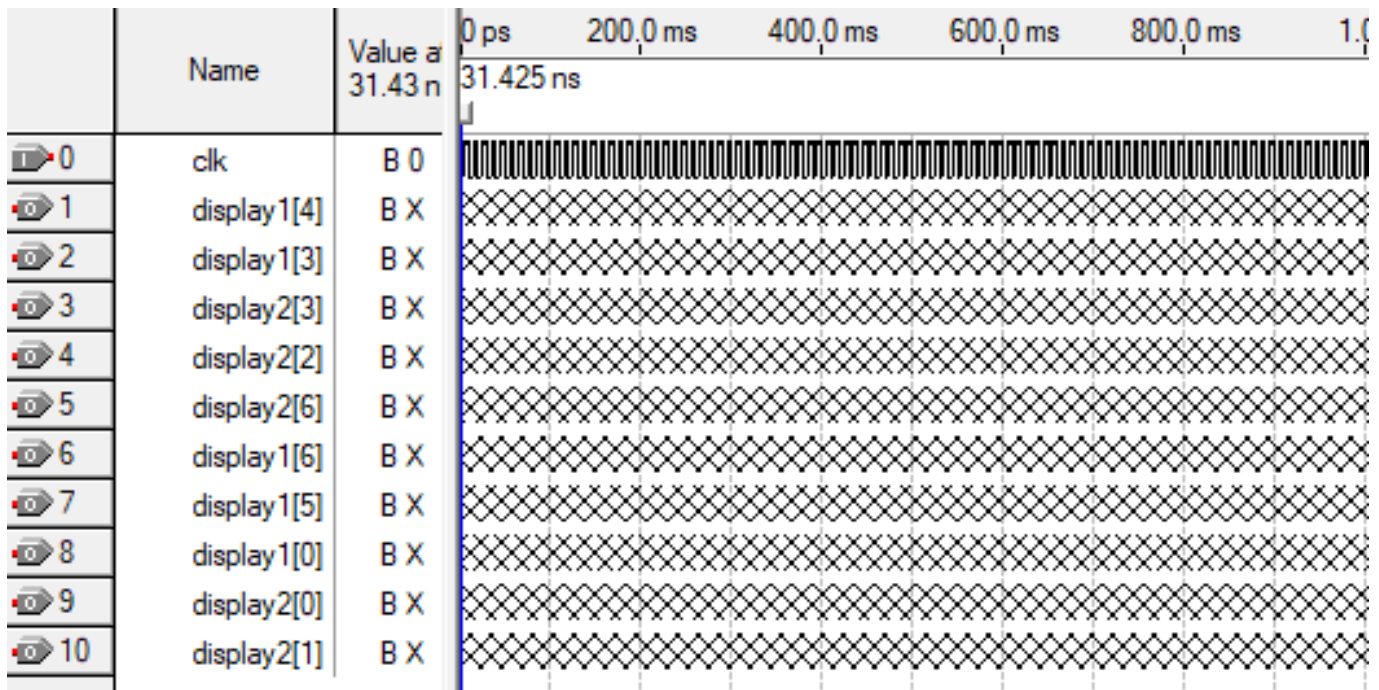 Name
Value a
31.43 n
0 ps 200.0 ms 400.0 ms 600.0 ms 800.0 ms 1.0
31.425 ns
0 clk B 0
1 display1[4] B X
2 display1[3] B X
3 display2[3] B X
4 display2[2] B X
5 display2[6] B X
6 display1[6] B X
7 display1[5] B X
8 display1[0] B X
9 display2[0] B X
10 display2[1] B X